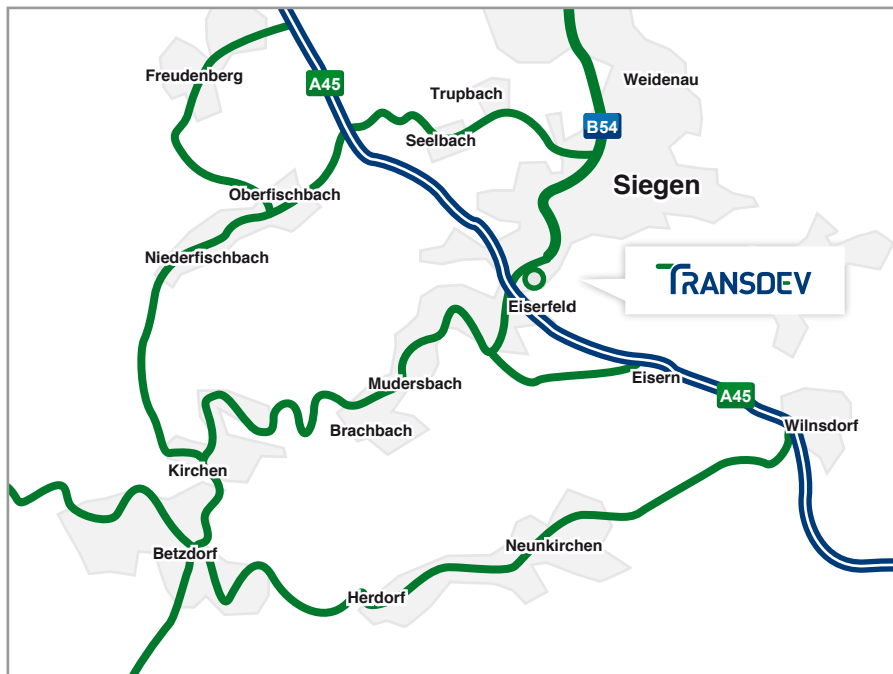 Freudenberg
A45
Weidenau
Trupbach
B54
Seelbach
Siegen
Oberfischbach
Niederfischbach
TRANSDEV
Eiserfeld
Eisern
Mudersbach
A45
Wilnsdorf
Brachbach
Kirchen
Neunkirchen
Betzdorf
Herdorf